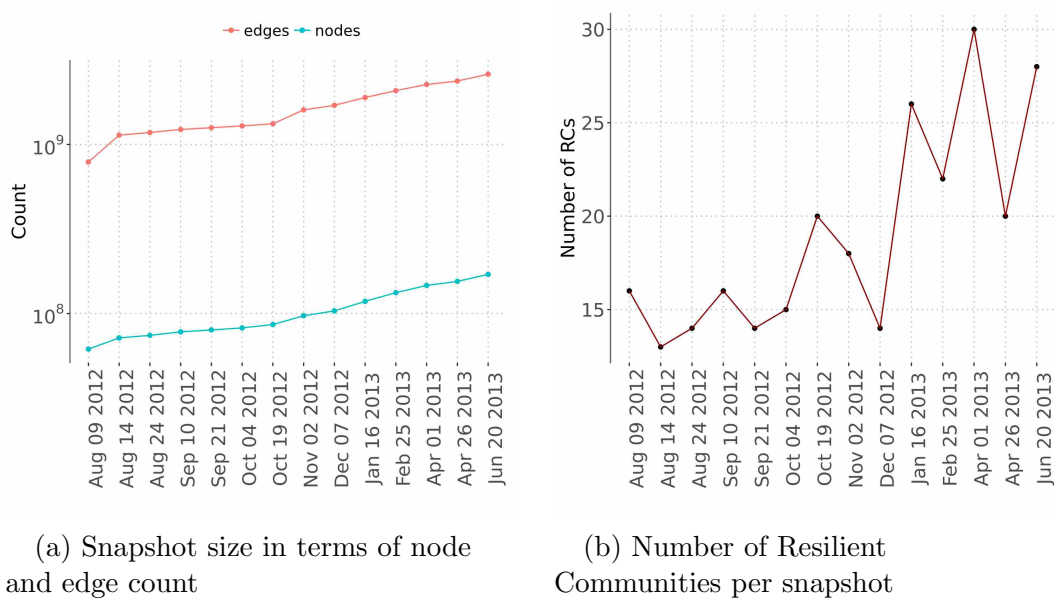 edges nodes
Count
10^9
10^8
Aug 09 2012
Aug 14 2012
Aug 24 2012
Sep 10 2012
Sep 21 2012
Oct 04 2012
Oct 19 2012
Nov 02 2012
Dec 07 2012
Jan 16 2013
Feb 25 2013
Apr 01 2013
Apr 26 2013
Jun 20 2013
(a) Snapshot size in terms of node
and edge count
Number of RCs
30
25
20
15
Aug 09 2012
Aug 14 2012
Aug 24 2012
Sep 10 2012
Sep 21 2012
Oct 04 2012
Oct 19 2012
Nov 02 2012
Dec 07 2012
Jan 16 2013
Feb 25 2013
Apr 01 2013
Apr 26 2013
Jun 20 2013
(b) Number of Resilient
Communities per snapshot